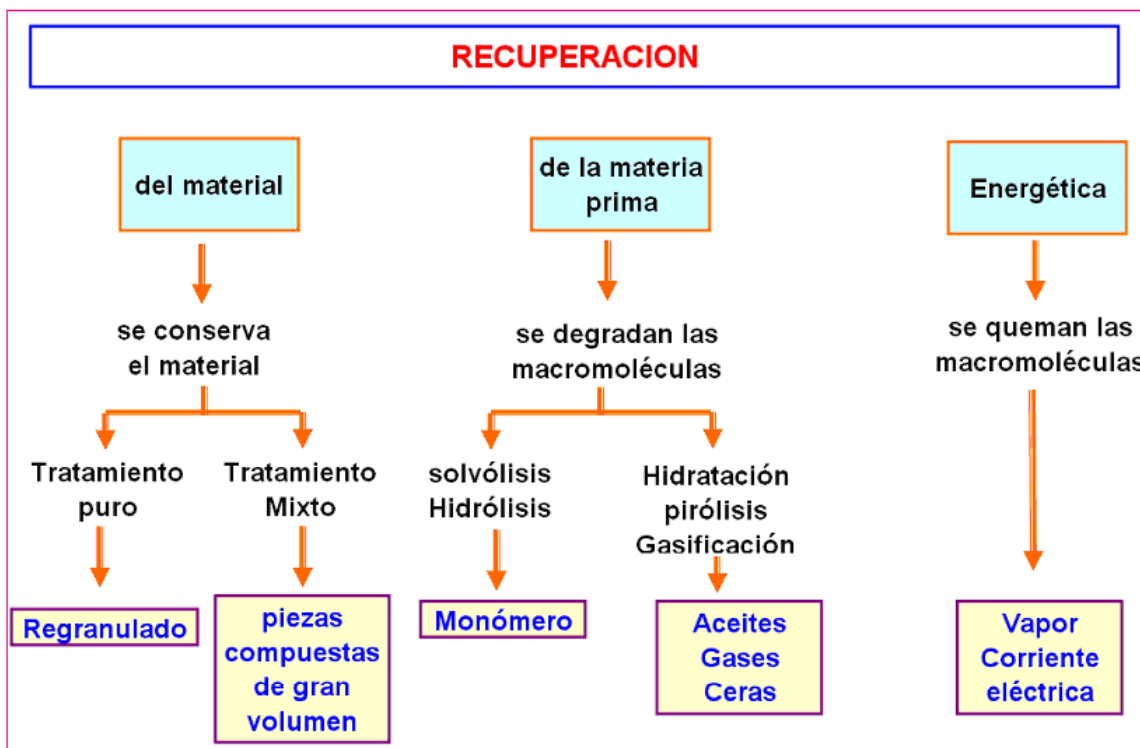 RECUPERACION
del material
de la materia
prima
Energética
se conserva
el material
se degradan las
macromoléculas
se queman las
macromoléculas
Tratamiento
puro
Tratamiento
Mixto
solvólisis
Hidrólisis
Hidratación
pirólisis
Gasificación
Regranulado
piezas
compuestas
de gran
volumen
Monómero
Aceites
Gases
Ceras
Vapor
Corriente
eléctrica